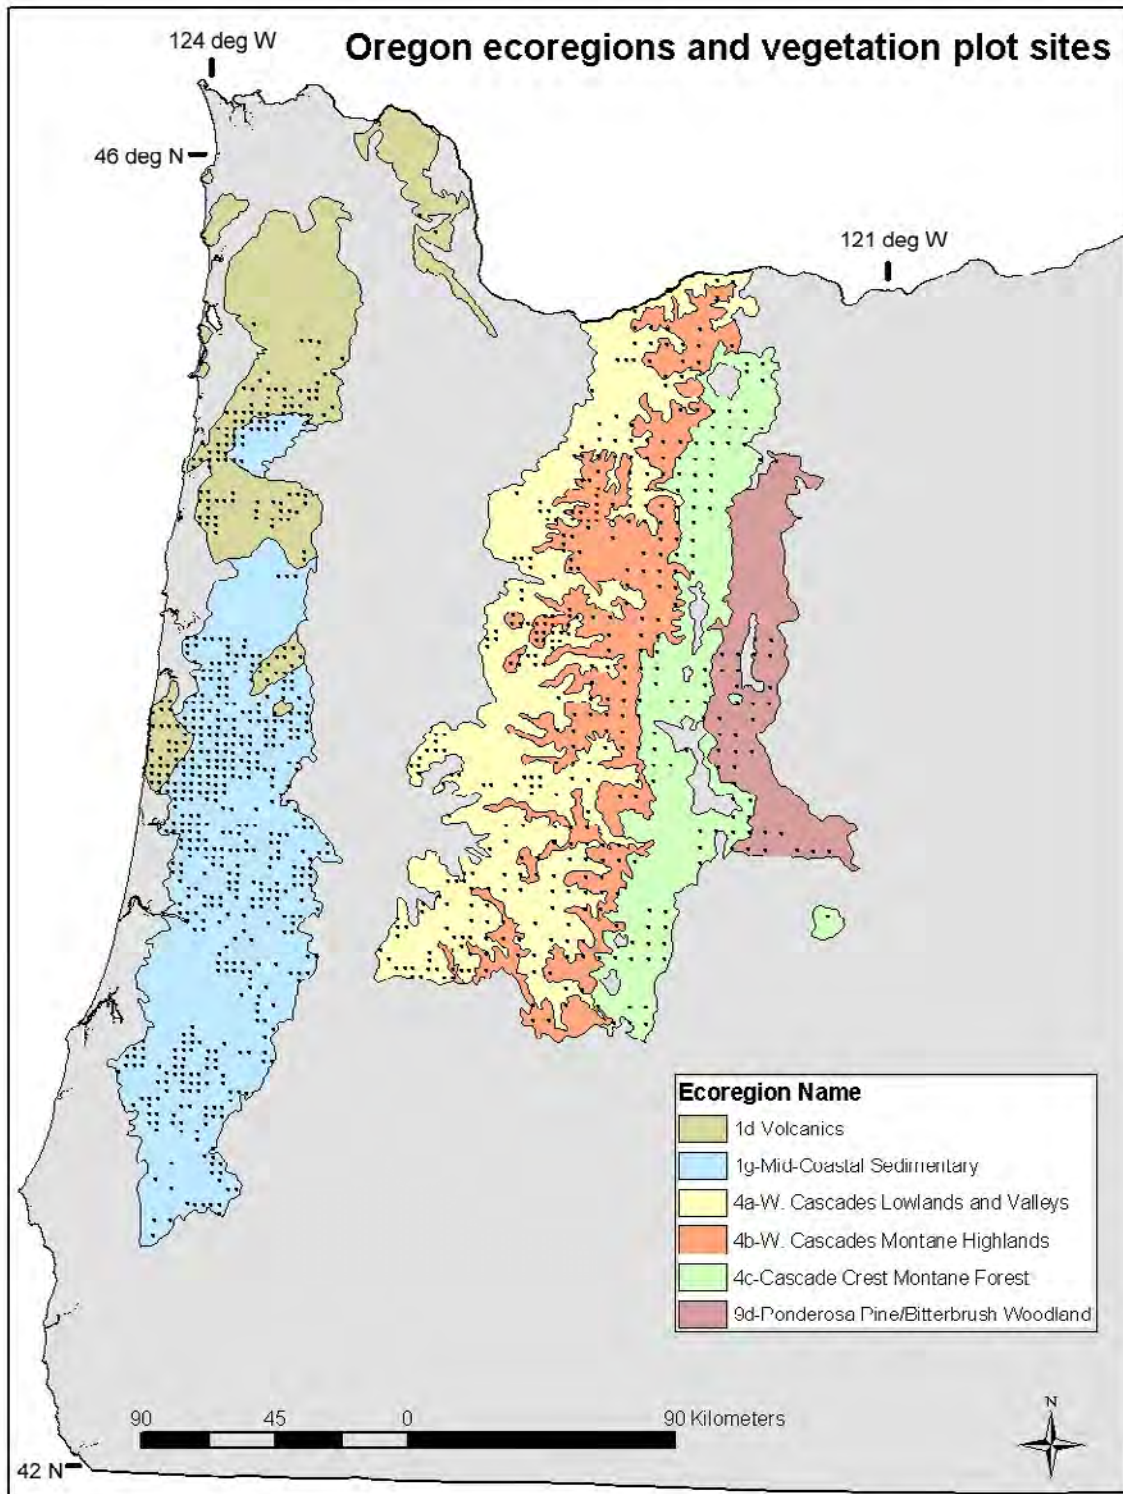 124 deg W
Oregon ecoregions and vegetation plot sites
46 deg N
121 deg W
Ecoregion Name
1d Volcanics
1g-Mid-Coastal Sedimentary
4a-W. Cascades Lowlands and Valleys
4b-W. Cascades Montane Highlands
4c-Cascade Crest Montane Forest
9d-Ponderosa Pine/Bitterbrush Woodland
90 45 0 90 Kilometers
N
42 N